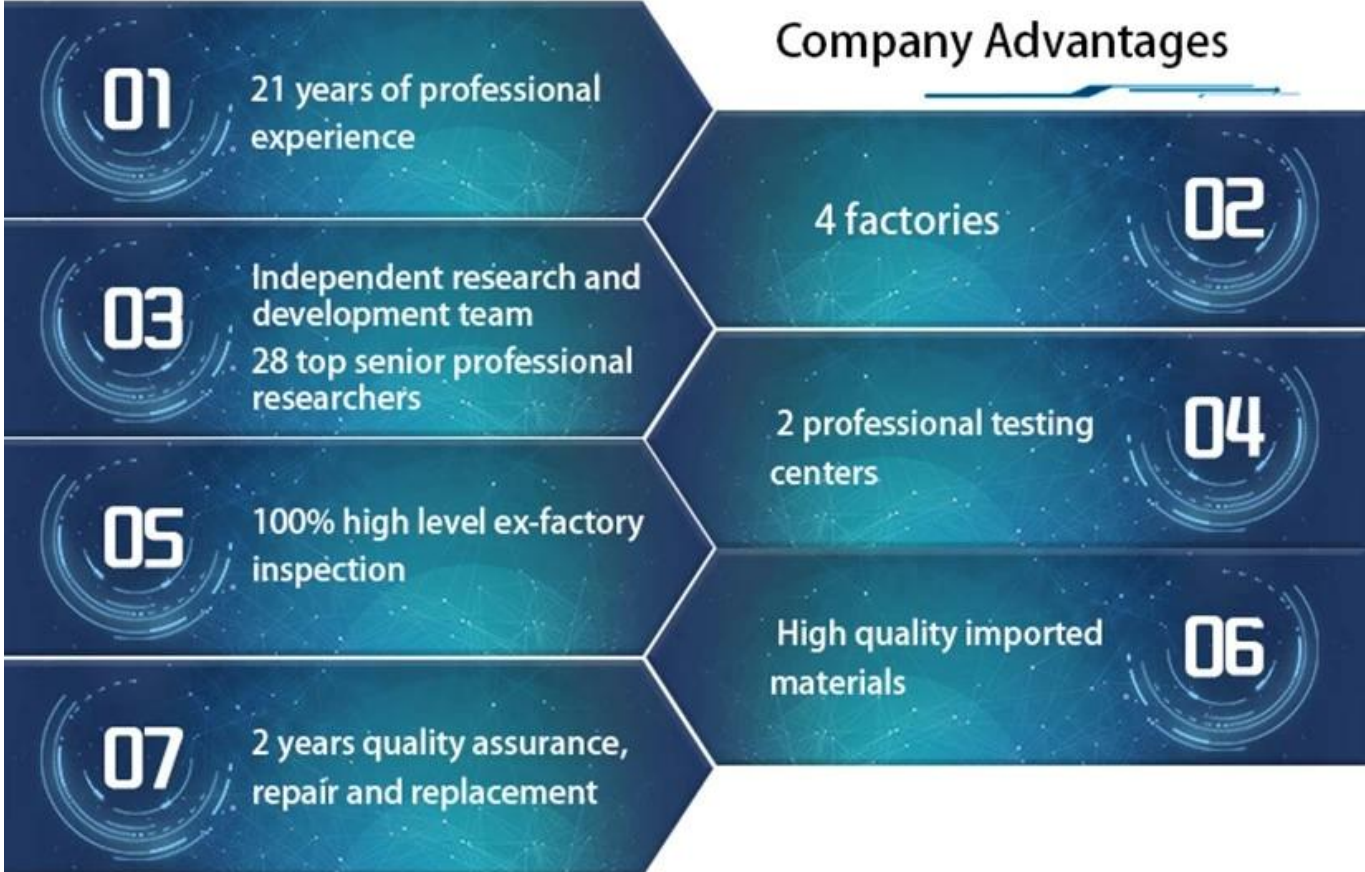 Company Advantages
01
21 years of professional
experience
02
4 factories
03
Independent research and
development team
28 top senior professional
researchers
04
2 professional testing
centers
05
100% high level ex-factory
inspection
06
High quality imported
materials
07
2 years quality assurance,
repair and replacement